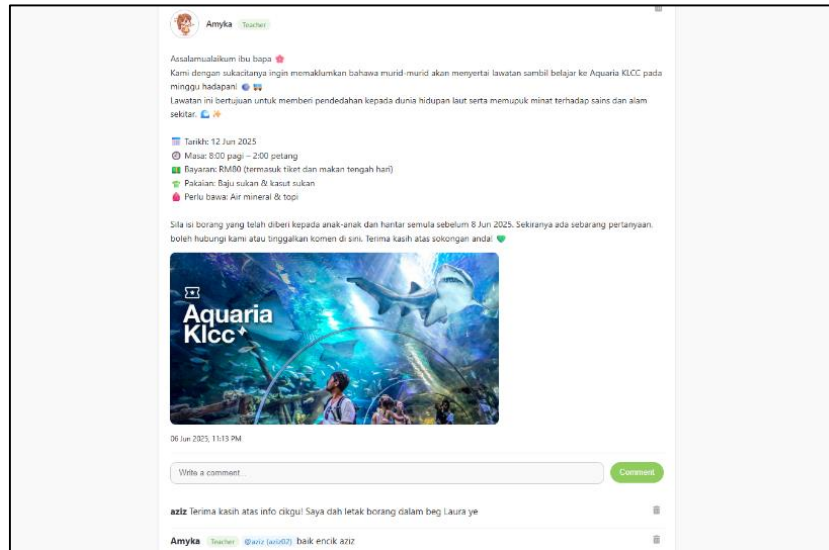 Amyka Teacher
Assalamualaikum ibu bapa 🌸
Kami dengan sukacitanya ingin memaklumkan bahawa murid-murid akan menyertai lawatan sambil belajar ke Aquaria KLCC pada
minggu hadapan!
Lawatan ini bertujuan untuk memberi pendedahan kepada dunia hidupan laut serta memupuk minat terhadap sains dan alam
sekitar. 🌊
Tarikh: 12 Jun 2025
Masa: 8:00 pagi – 2:00 petang
Bayaran: RM80 (termasuk tiket dan makan tengah hari)
Pakaian: Baju sukan & kasut sukan
Perlu bawa: Air mineral & topi
Sila isi borang yang telah diberi kepada anak-anak dan hantar semula sebelum 8 Jun 2025. Sekiranya ada sebarang pertanyaan,
boleh hubungi kami atau tinggalkan komen di sini. Terima kasih atas sokongan anda! 💚
Aquaria
Klcc
06 Jun 2025, 11:13 PM
Write a comment...
Comment
aziz Terima kasih atas info cikgu! Saya dah letak borang dalam beg Laura ye
Amyka Teacher @aziz (aziz02) baik encik aziz